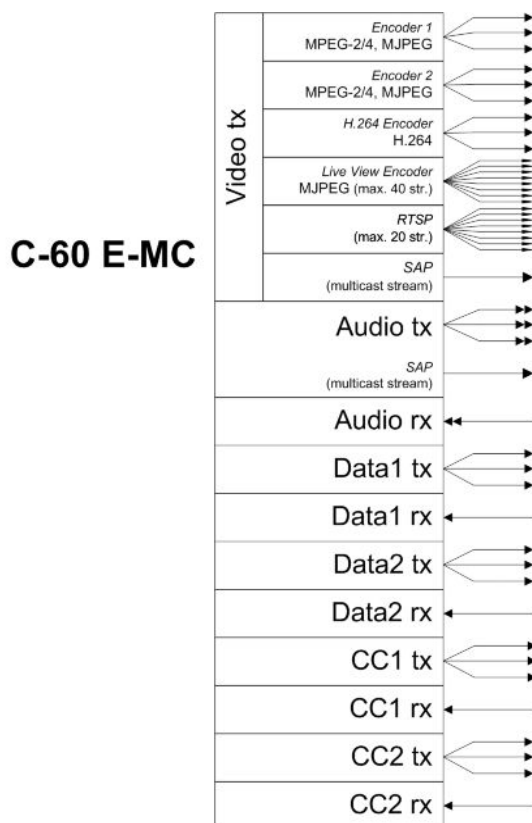 C-60 E-MC
Video tx
Encoder 1
MPEG-2/4, MJPEG
Encoder 2
MPEG-2/4, MJPEG
H.264 Encoder
H.264
Live View Encoder
MJPEG (max. 40 str.)
RTSP
(max. 20 str.)
SAP
(multicast stream)
Audio tx
SAP
(multicast stream)
Audio rx
Data1 tx
Data1 rx
Data2 tx
Data2 rx
CC1 tx
CC1 rx
CC2 tx
CC2 rx